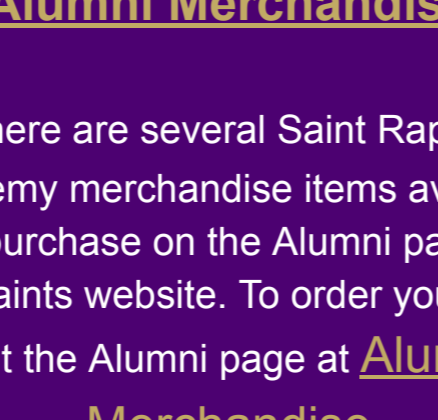 Alumni Merchandis
here are several Saint Rap
emy merchandise items av
purchase on the Alumni pa
aints website. To order you
t the Alumni page at Alum
Merchandise